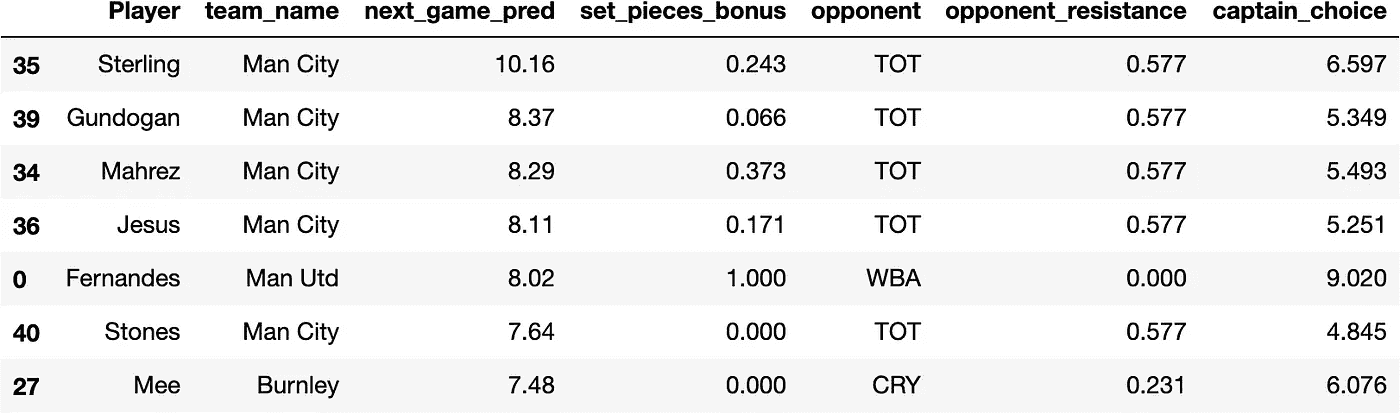 Player team_name next_game_pred set_pieces_bonus opponent opponent_resistance captain_choice
35 Sterling Man City 10.16 0.243 TOT 0.577 6.597
39 Gundogan Man City 8.37 0.066 TOT 0.577 5.349
34 Mahrez Man City 8.29 0.373 TOT 0.577 5.493
36 Jesus Man City 8.11 0.171 TOT 0.577 5.251
0 Fernandes Man Utd 8.02 1.000 WBA 0.000 9.020
40 Stones Man City 7.64 0.000 TOT 0.577 4.845
27 Mee Burnley 7.48 0.000 CRY 0.231 6.076